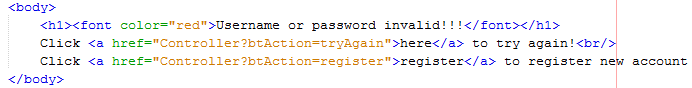 <body>
<h1><font color="red">Username or password invalid!!!</font></h1>
Click <a href="Controller?btAction=tryAgain">here</a> to try again!<br/>
Click <a href="Controller?btAction=register">register</a> to register new account
</body>